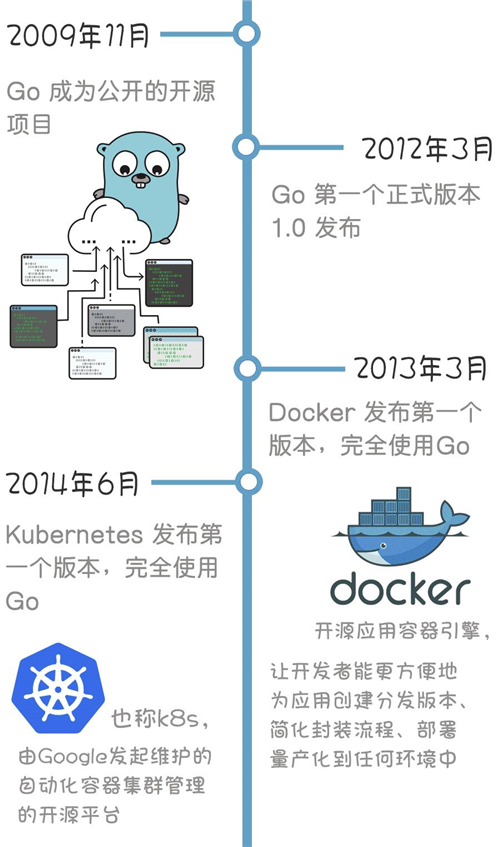 2009年11月
Go 成为公开的开源
项目
2012年3月
Go 第一个正式版本
1.0 发布
2013年3月
Docker 发布第一个
版本，完全使用Go
docker
开源应用容器引擎，
让开发者能更方便地
为应用创建分发版本、
简化封装流程、部署
量产化到任何环境中
2014年6月
Kubernetes 发布第
一个版本，完全使用
Go
也称k8s，
由Google发起维护的
自动化容器集群管理
的开源平台